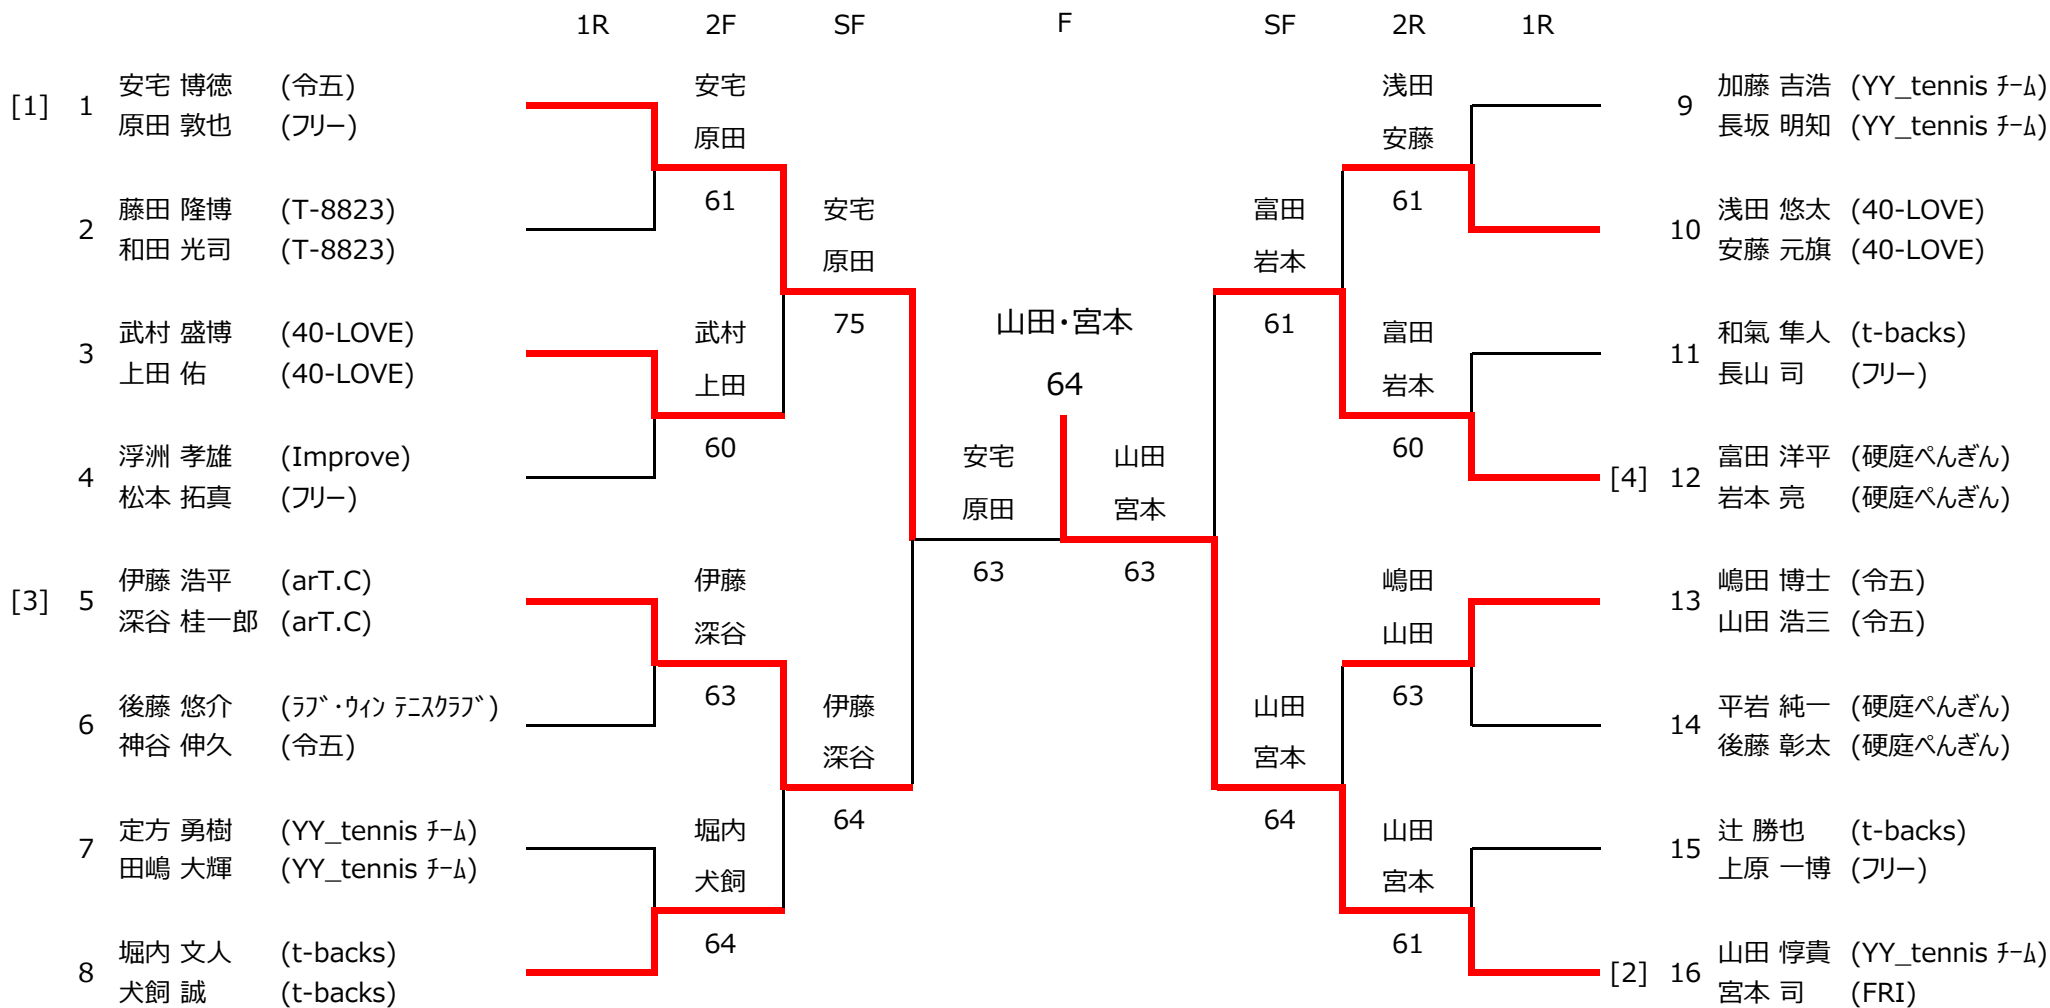 1R 2F SF F SF 2R 1R
[1] 1 安宅 博徳 (令五)
原田 敦也 (フリー)
2 藤田 隆博 (T-8823)
和田 光司 (T-8823)
3 武村 盛博 (40-LOVE)
上田 佑 (40-LOVE)
4 浮洲 孝雄 (Improve)
松本 拓真 (フリー)
[3] 5 伊藤 浩平 (arT.C)
深谷 桂一郎 (arT.C)
6 後藤 悠介 (ﾗﾌﾞ・ｳｨﾝ ﾃﾆｽｸﾗﾌﾞ)
神谷 伸久 (令五)
7 定方 勇樹 (YY_tennis ﾁｰﾑ)
田嶋 大輝 (YY_tennis ﾁｰﾑ)
8 堀内 文人 (t-backs)
犬飼 誠 (t-backs)
安宅
原田
61
武村
上田
60
伊藤
深谷
63
堀内
犬飼
64
安宅
原田
75
伊藤
深谷
64
安宅
原田
63
山田・宮本
64
山田
宮本
63
富田
岩本
61
山田
宮本
64
浅田
安藤
61
富田
岩本
60
嶋田
山田
63
山田
宮本
61
9 加藤 吉浩 (YY_tennis ﾁｰﾑ)
長坂 明知 (YY_tennis ﾁｰﾑ)
10 浅田 悠太 (40-LOVE)
安藤 元旗 (40-LOVE)
11 和氣 隼人 (t-backs)
長山 司 (フリー)
[4] 12 富田 洋平 (硬庭ぺんぎん)
岩本 亮 (硬庭ぺんぎん)
13 嶋田 博士 (令五)
山田 浩三 (令五)
14 平岩 純一 (硬庭ぺんぎん)
後藤 彰太 (硬庭ぺんぎん)
15 辻 勝也 (t-backs)
上原 一博 (フリー)
[2] 16 山田 惇貴 (YY_tennis ﾁｰﾑ)
宮本 司 (FRI)